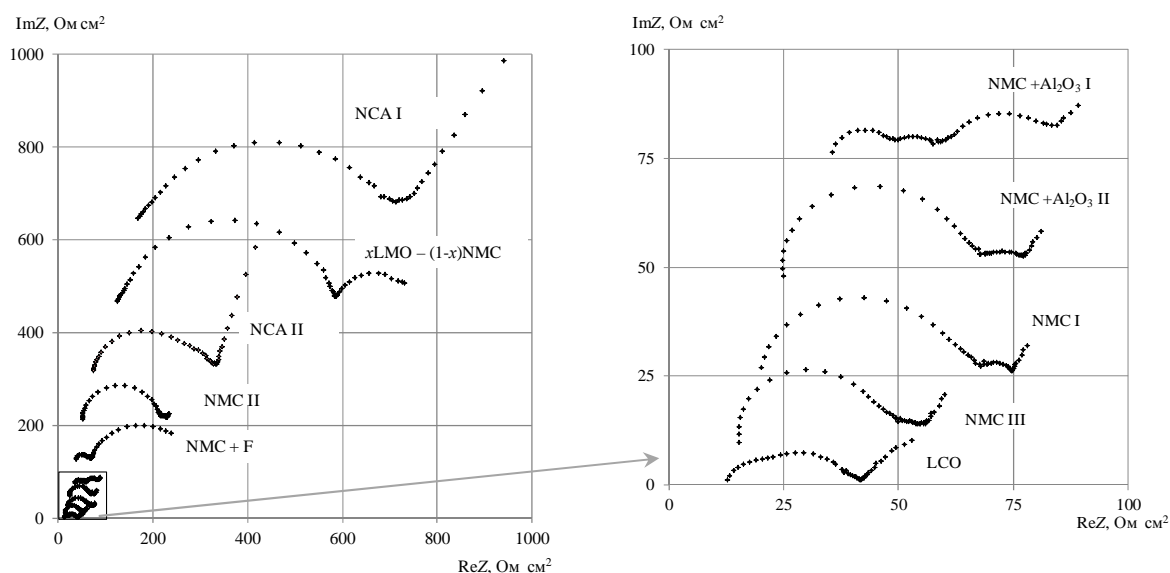 ImZ, Ом см²
1000
800
600
400
200
0
0 200 400 600 800 1000
ReZ, Ом см²
NCA I
xLMO – (1-x)NMC
NCA II
NMC II
NMC + F
ImZ, Ом см²
100
75
50
25
0
0 25 50 75 100
ReZ, Ом см²
NMC +Al₂O₃ I
NMC+Al₂O₃ II
NMC I
NMC III
LCO